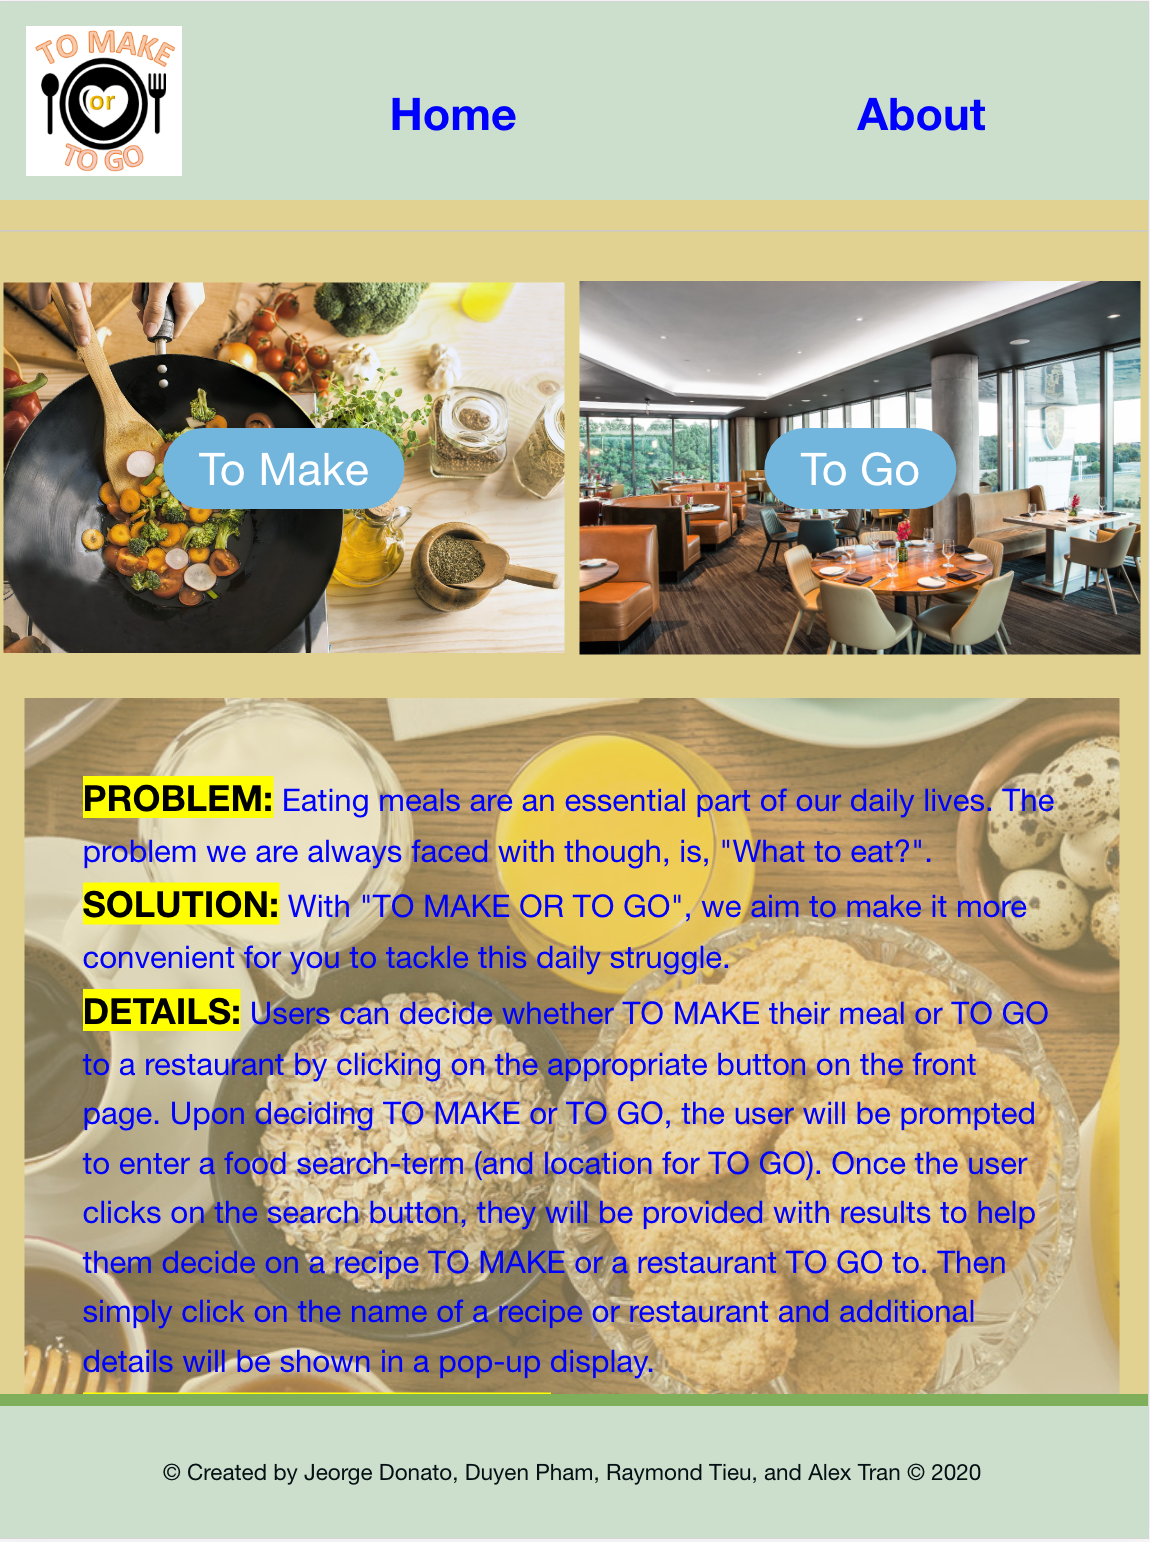 TO MAKE
or
TO GO
Home
About
To Make
To Go
PROBLEM: Eating meals are an essential part of our daily lives. The
problem we are always faced with though, is, "What to eat?".
SOLUTION: With "TO MAKE OR TO GO", we aim to make it more
convenient for you to tackle this daily struggle.
DETAILS: Users can decide whether TO MAKE their meal or TO GO
to a restaurant by clicking on the appropriate button on the front
page. Upon deciding TO MAKE or TO GO, the user will be prompted
to enter a food search-term (and location for TO GO). Once the user
clicks on the search button, they will be provided with results to help
them decide on a recipe TO MAKE or a restaurant TO GO to. Then
simply click on the name of a recipe or restaurant and additional
details will be shown in a pop-up display.
© Created by Jeorge Donato, Duyen Pham, Raymond Tieu, and Alex Tran © 2020